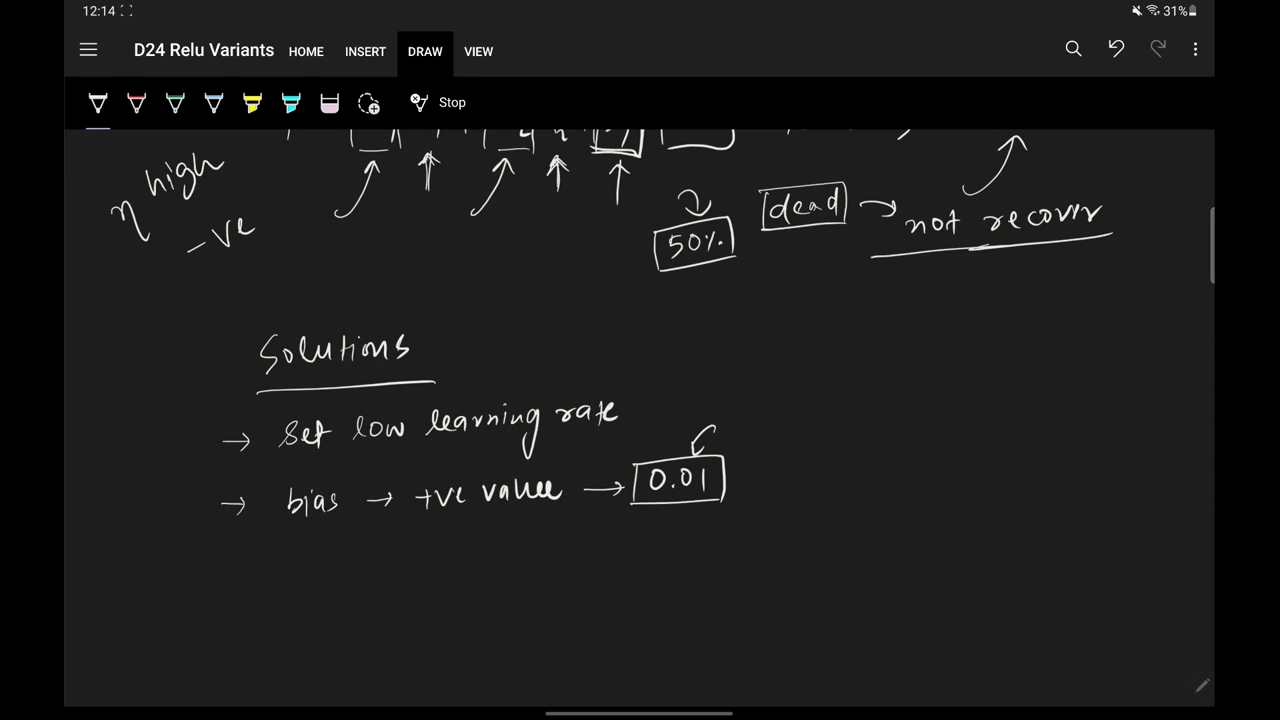 12:14 31%
D24 Relu Variants HOME INSERT DRAW VIEW
Stop
η high
-ve
50%
dead → not recover
Solutions
→ Set low learning rate
→ bias → +ve value → 0.01